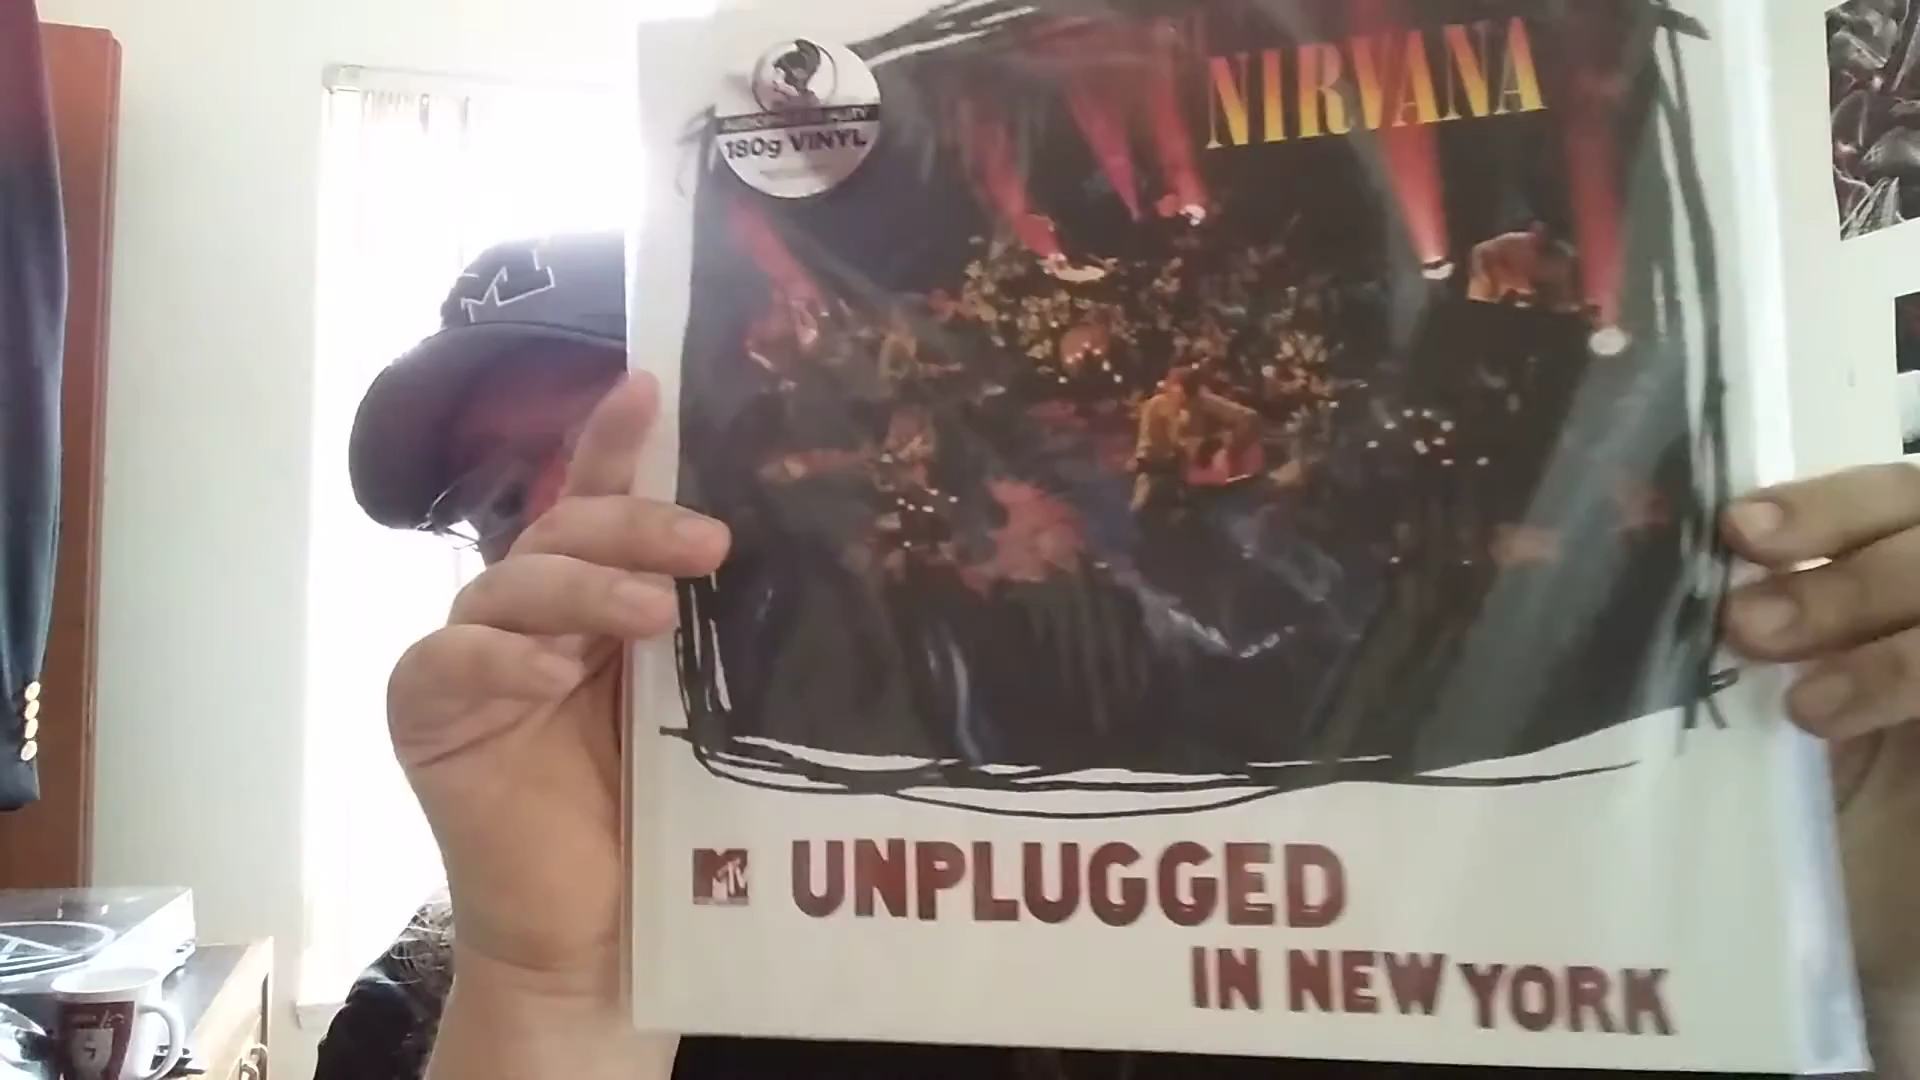 NIRVANA
180g VINYL
M
MTV UNPLUGGED
IN NEW YORK